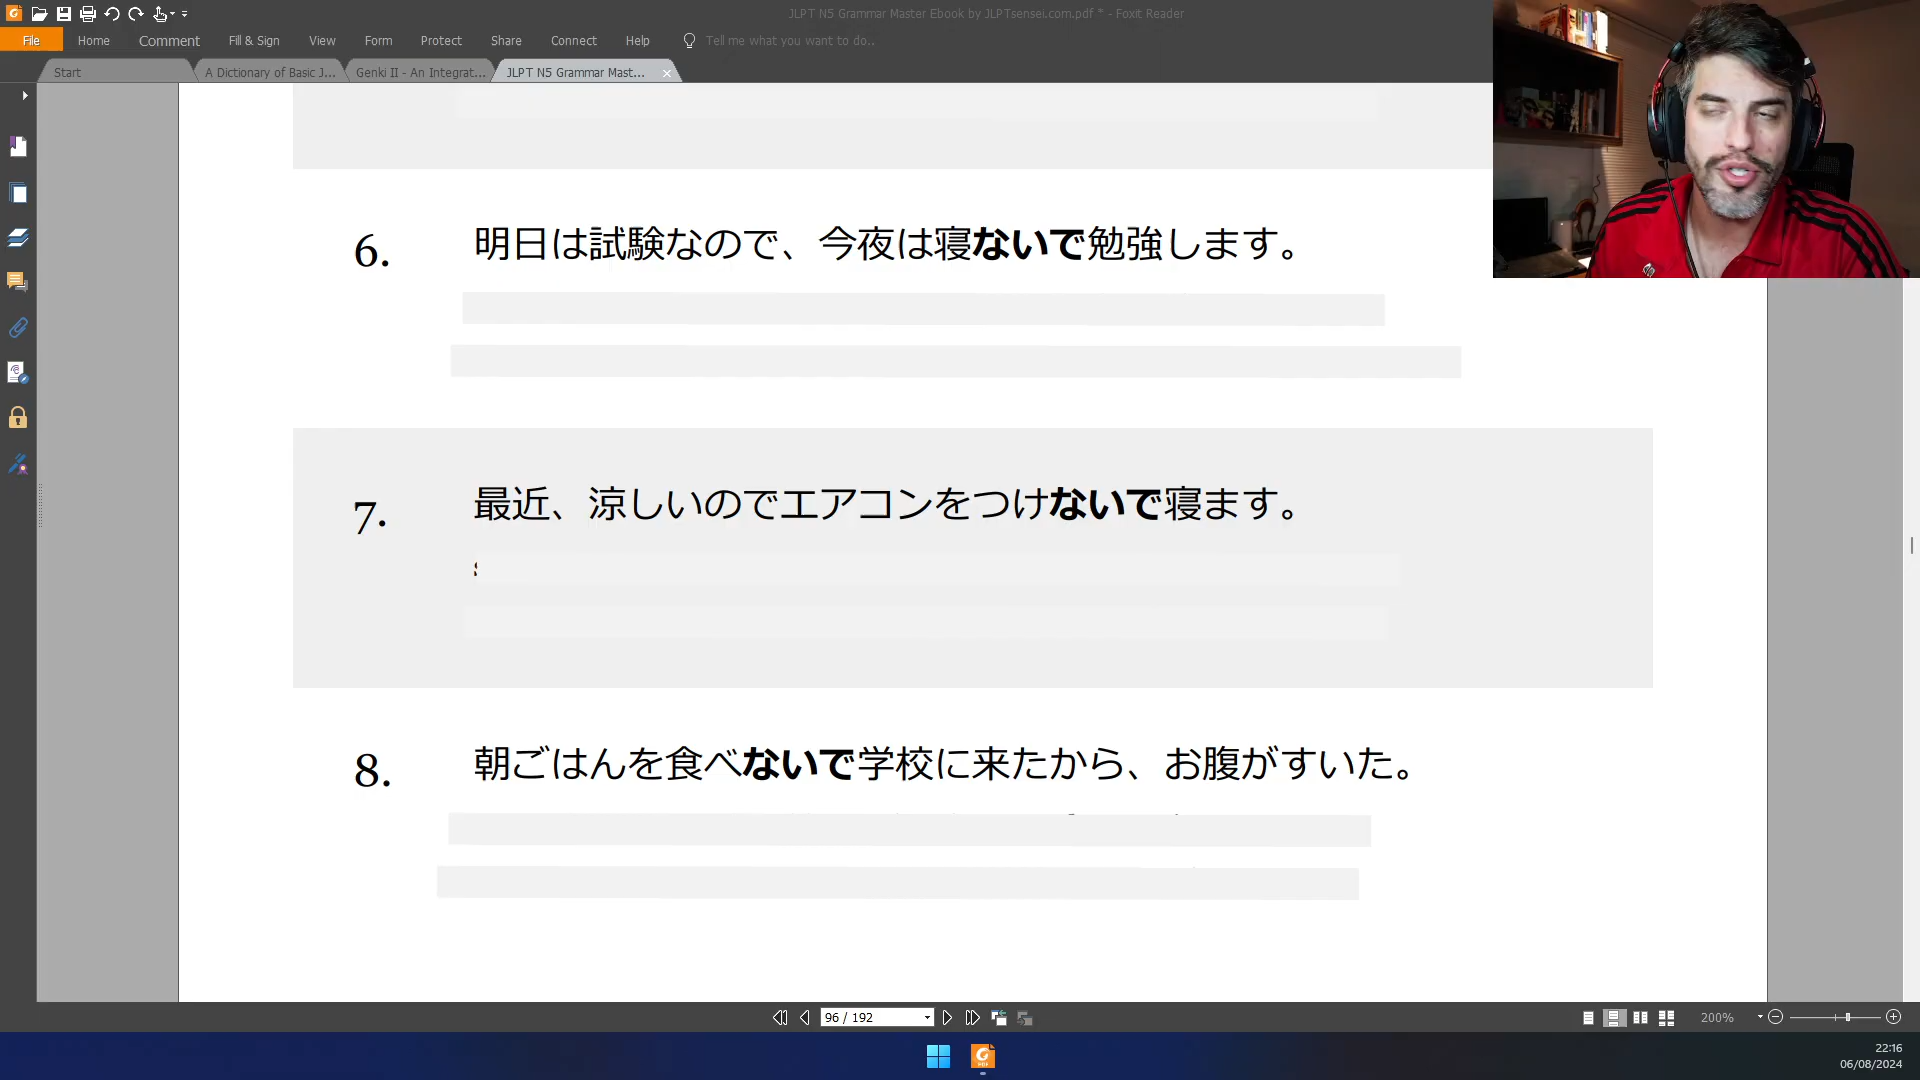 JLPT N5 Grammar Master Ebook by JLPTsensei.com.pdf * - Foxit Reader
File Home Comment Fill & Sign View Form Protect Share Connect Help Tell me what you want to do..
Start A Dictionary of Basic J... Genki II - An Integrat... JLPT N5 Grammar Mast...
6. 明日は試験なので、今夜は寝ないで勉強します。
7. 最近、涼しいのでエアコンをつけないで寝ます。
8. 朝ごはんを食べないで学校に来たから、お腹がすいた。
96 / 192
200%
22:16
06/08/2024